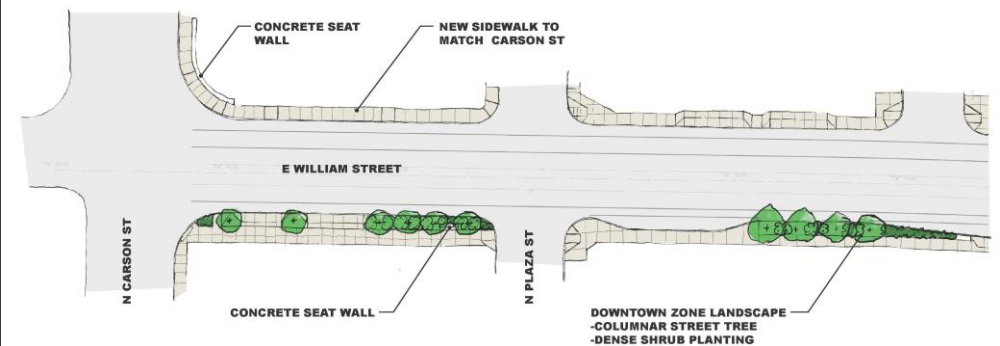 CONCRETE SEAT
WALL
NEW SIDEWALK TO
MATCH CARSON ST
E WILLIAM STREET
N CARSON ST
N PLAZA ST
CONCRETE SEAT WALL
DOWNTOWN ZONE LANDSCAPE
-COLUMNAR STREET TREE
-DENSE SHRUB PLANTING